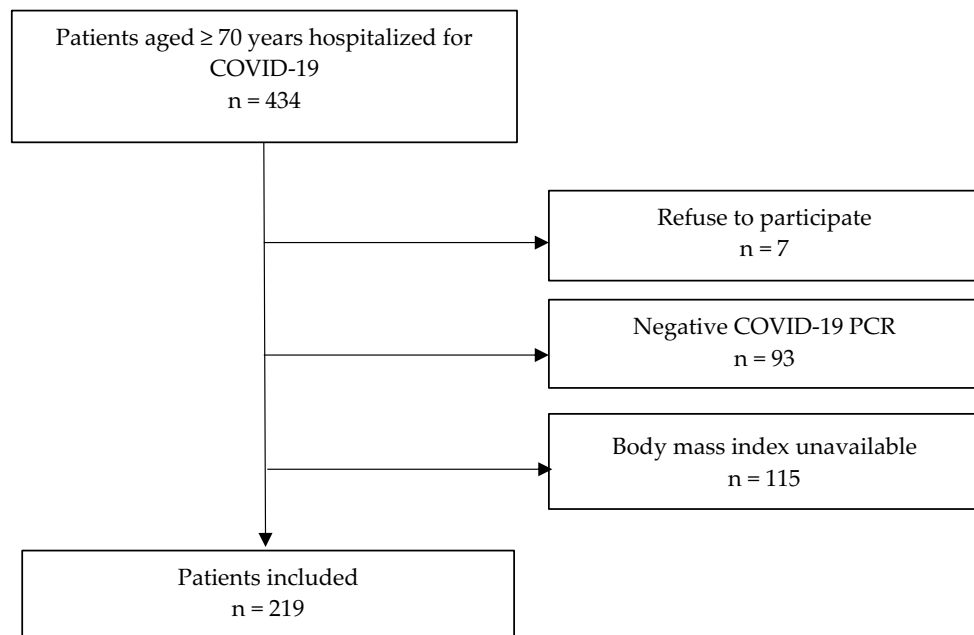 Patients aged ≥ 70 years hospitalized for
COVID-19
n = 434
Refuse to participate
n = 7
Negative COVID-19 PCR
n = 93
Body mass index unavailable
n = 115
Patients included
n = 219